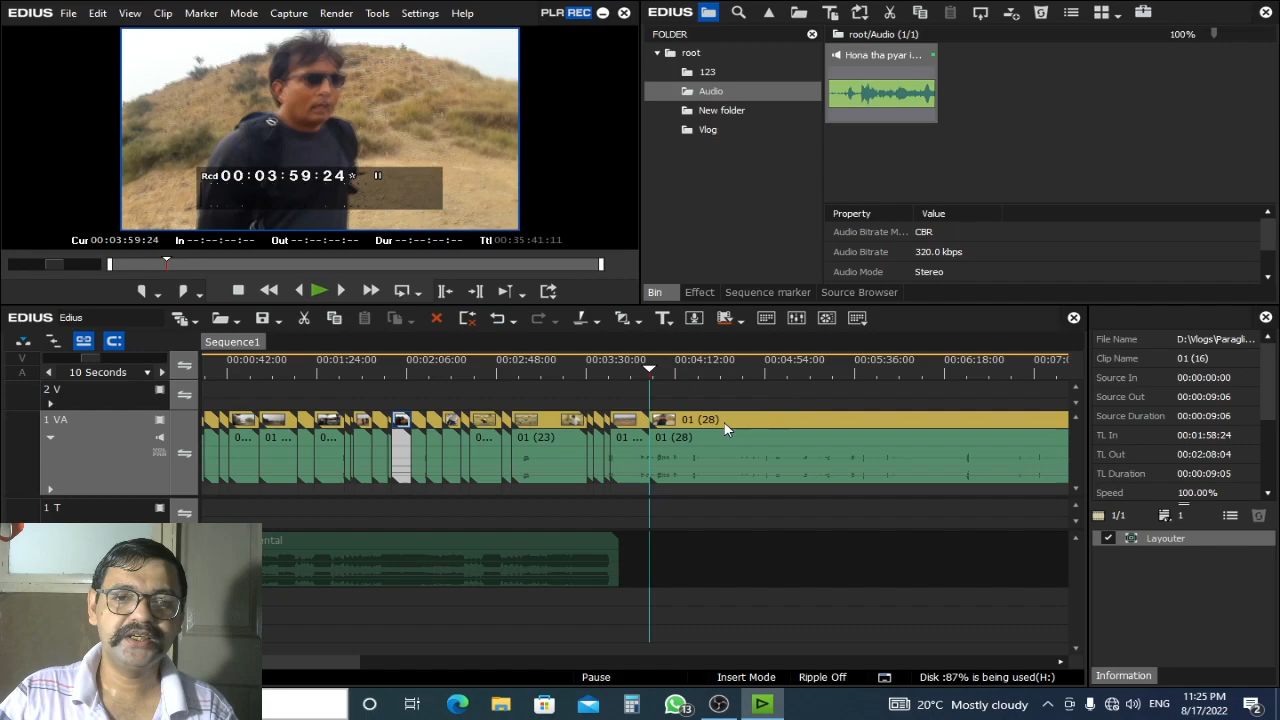 EDIUS File Edit View Clip Marker Mode Capture Render Tools Settings Help PLR REC
Rcd 00:03:59:24
Cur 00:03:59:24 In --:--:--:-- Out --:--:--:-- Dur --:--:--:-- Ttl 00:35:41:11
EDIUS
FOLDER
root
123
Audio
New folder
Vlog
root/Audio (1/1) 100%
Hona tha pyar i...
Property Value
Audio Bitrate M... CBR
Audio Bitrate 320.0 kbps
Audio Mode Stereo
Bin Effect Sequence marker Source Browser
EDIUS Edius
Sequence1
V
A
10 Seconds
00:00:42:00 00:01:24:00 00:02:06:00 00:02:48:00 00:03:30:00 00:04:12:00 00:04:54:00 00:05:36:00 00:06:18:00 00:07:0
2 V
1 VA
01 (28)
0... 01 ... 0... 0... 01 (23) 01 ... 01 (28)
1 T
ental
File Name D:\Vlogs\Paragli...
Clip Name 01 (16)
Source In 00:00:00:00
Source Out 00:00:09:06
Source Duration 00:00:09:06
TL In 00:01:58:24
TL Out 00:02:08:04
TL Duration 00:00:09:05
Speed 100.00%
1/1 1
Layouter
Information
Pause Insert Mode Ripple Off Disk :87% is being used(H:)
13
20°C Mostly cloudy ENG 11:25 PM
8/17/2022
2